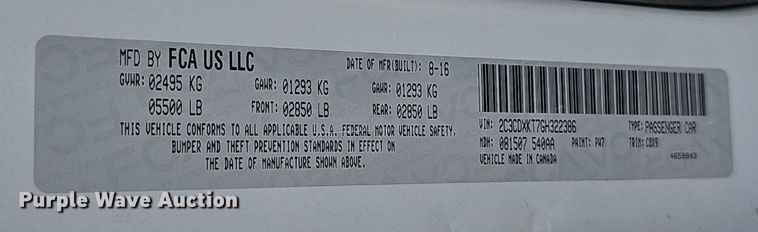 MFD BY FCA US LLC DATE OF MFR(BUILT): 8-16
GVWR: 02495 KG GAWR: 01293 KG GAWR: 01293 KG
05500 LB FRONT: 02850 LB REAR: 02850 LB
THIS VEHICLE CONFORMS TO ALL APPLICABLE U.S.A. FEDERAL MOTOR VEHICLE SAFETY,
BUMPER AND THEFT PREVENTION STANDARDS IN EFFECT ON
THE DATE OF MANUFACTURE SHOWN ABOVE.
VIN: 2C3CDXKT7GH322386 TYPE: PASSENGER CAR
MDH: 081507 540AA PAINT: PW7 TRIM: C8X9
VEHICLE MADE IN CANADA 4658843
Purple Wave Auction